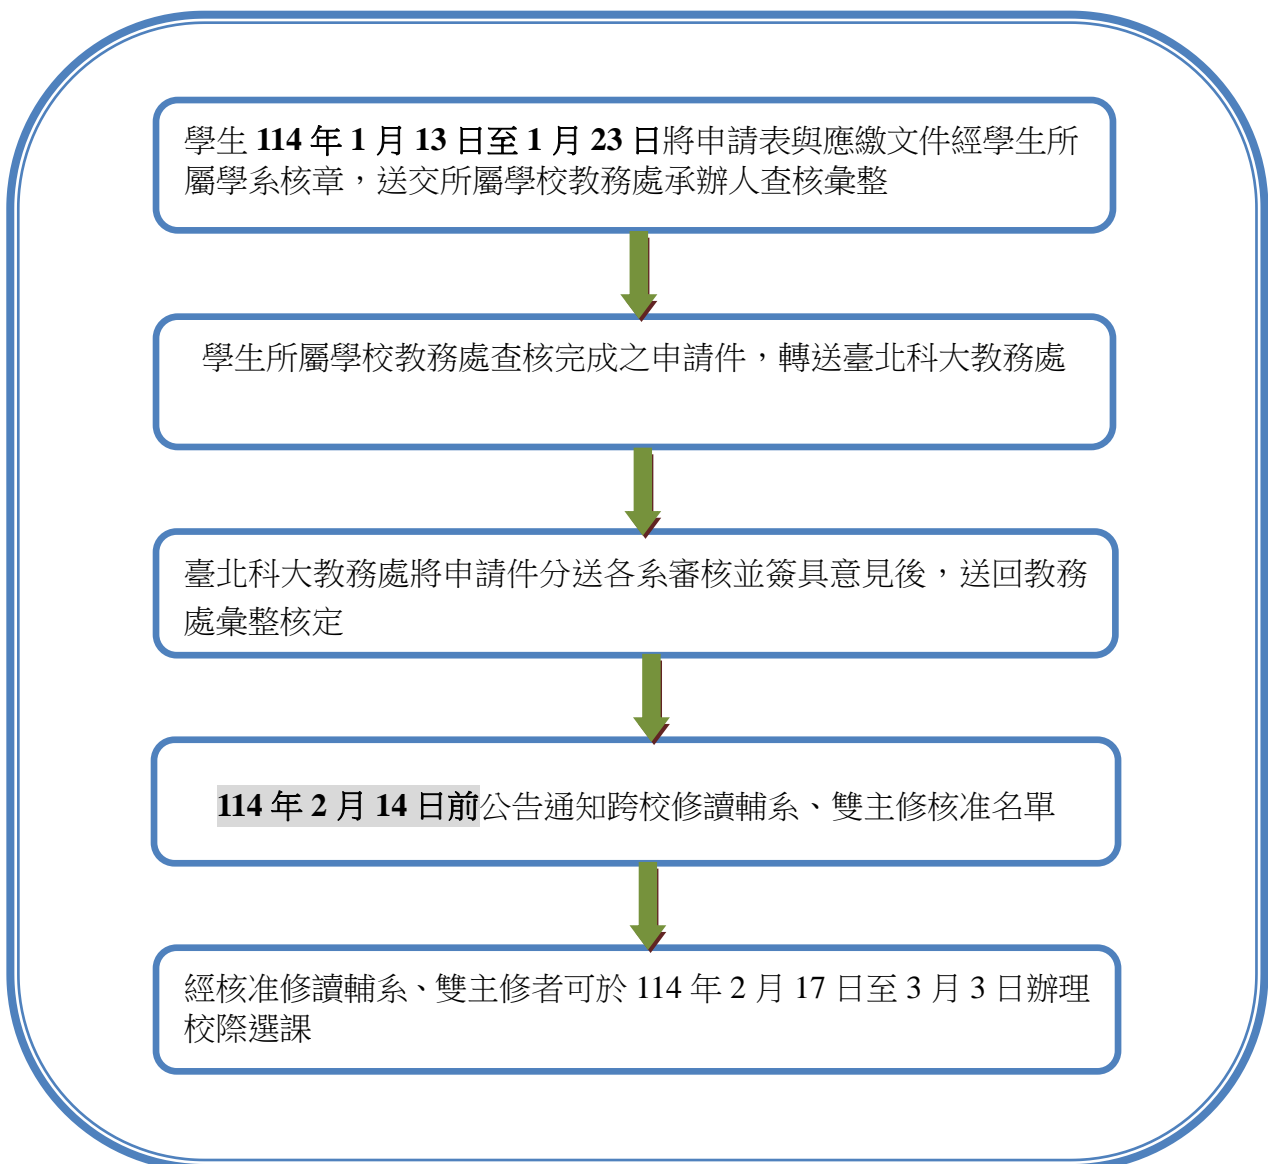 學生 114 年 1 月 13 日至 1 月 23 日將申請表與應繳文件經學生所
屬學系核章，送交所屬學校教務處承辦人查核彙整
學生所屬學校教務處查核完成之申請件，轉送臺北科大教務處
臺北科大教務處將申請件分送各系審核並簽具意見後，送回教務
處彙整核定
114 年 2 月 14 日前公告通知跨校修讀輔系、雙主修核准名單
經核准修讀輔系、雙主修者可於 114 年 2 月 17 日至 3 月 3 日辦理
校際選課